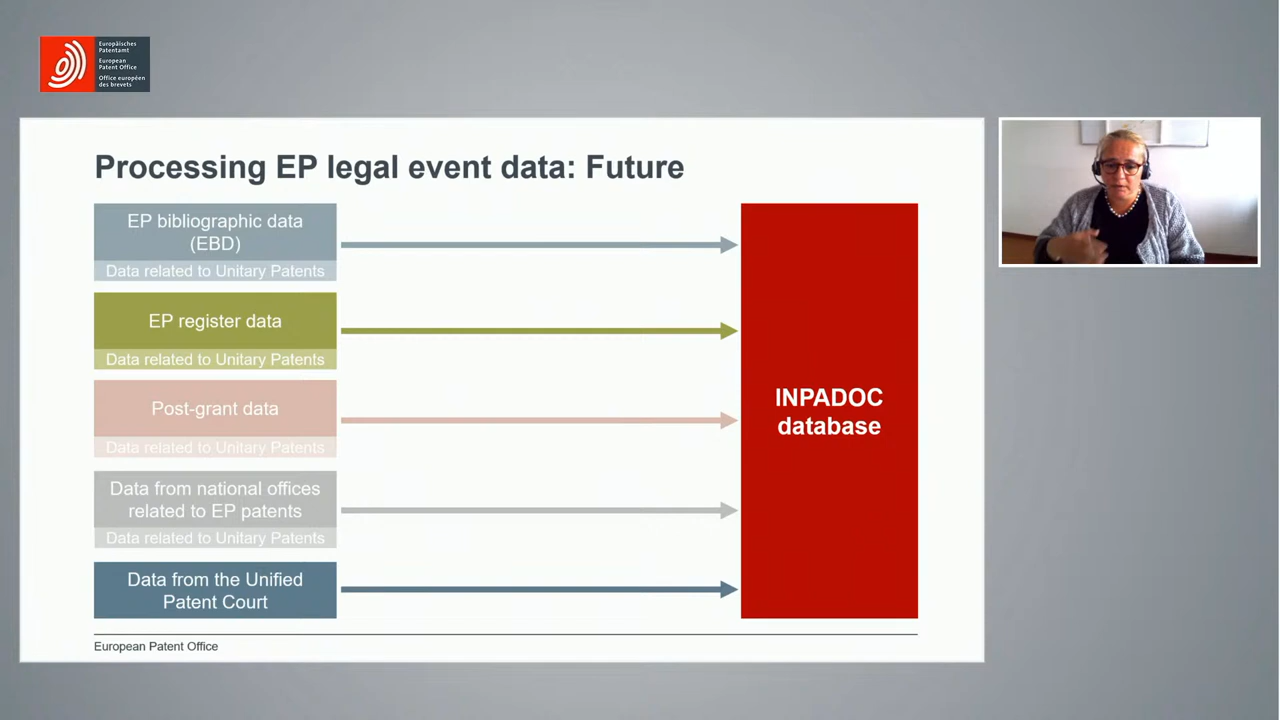 Europäisches
Patentamt
European
Patent Office
Office européen
des brevets
Processing EP legal event data: Future
EP bibliographic data
(EBD)
Data related to Unitary Patents
EP register data
Data related to Unitary Patents
Post-grant data
Data related to Unitary Patents
Data from national offices
related to EP patents
Data related to Unitary Patents
Data from the Unified
Patent Court
INPADOC
database
European Patent Office